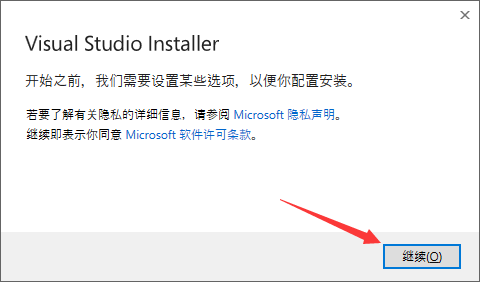 Visual Studio Installer
开始之前，我们需要设置某些选项，以便你配置安装。
若要了解有关隐私的详细信息，请参阅 Microsoft 隐私声明。
继续即表示你同意 Microsoft 软件许可条款。
继续(O)